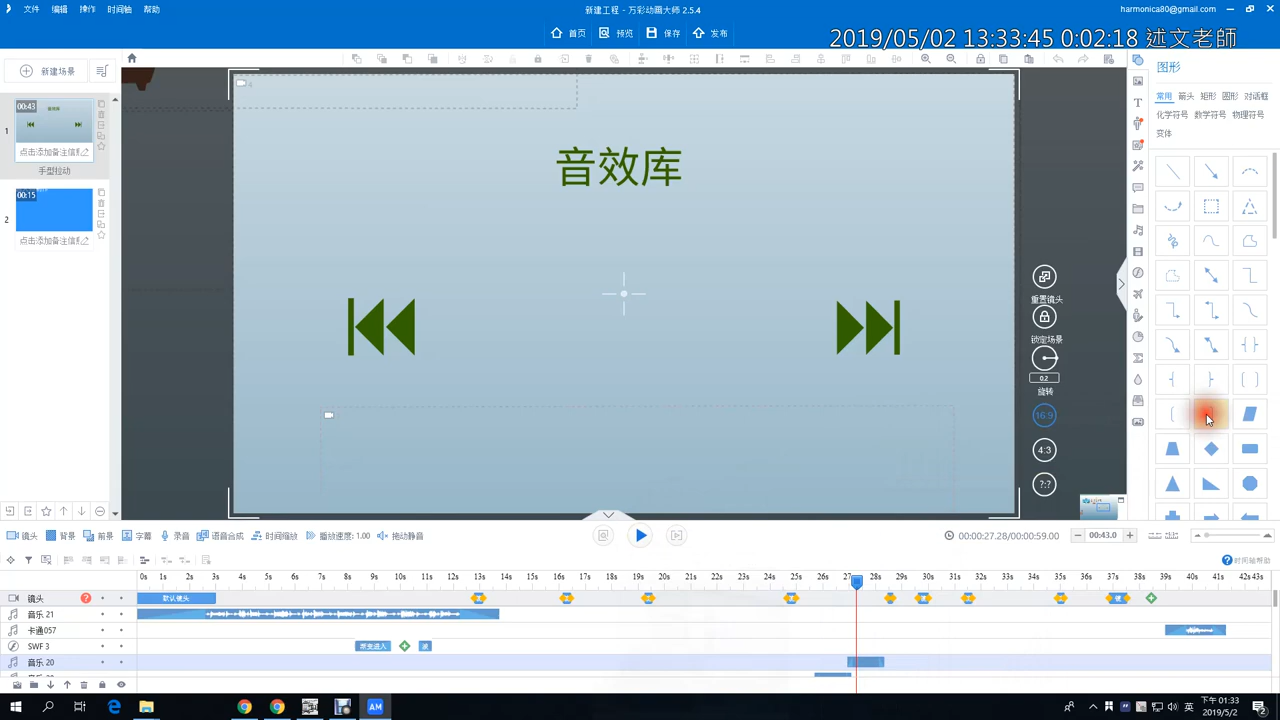 文件 编辑 操作 时间轴 帮助
新建工程 - 万彩动画大师 2.5.4
harmonica80@gmail.com
首页 预览 保存 发布
2019/05/02 13:33:45 0:02:18 述文老師
新建场景
图形
常用 箭头 矩形 图形 对话框
化学符号 数学符号 物理符号
变体
00:43
音效库
1
点击添加备注信息
手型拾动
00:15
2
点击添加备注信息
音效库
重置镜头
锁定场景
0.2
旋转
16:9
4:3
?:?
镜头 背景 前景 字幕 录音 语音合成 时间缩放 播放速度: 1.00 拖动静音
00:00:27.28/00:00:59.00
00:43.0
时间轴帮助
0s 1s 2s 3s 4s 5s 6s 7s 8s 9s 10s 11s 12s 13s 14s 15s 16s 17s 18s 19s 20s 21s 22s 23s 24s 25s 26s 27s 28s 29s 30s 31s 32s 33s 34s 35s 36s 37s 38s 39s 40s 41s 42s 43s
镜头 默认镜头
音乐 21
卡通057
SWF 3 渐变进入 波
音乐 20
AM
英
下午 01:33
2019/5/2
2